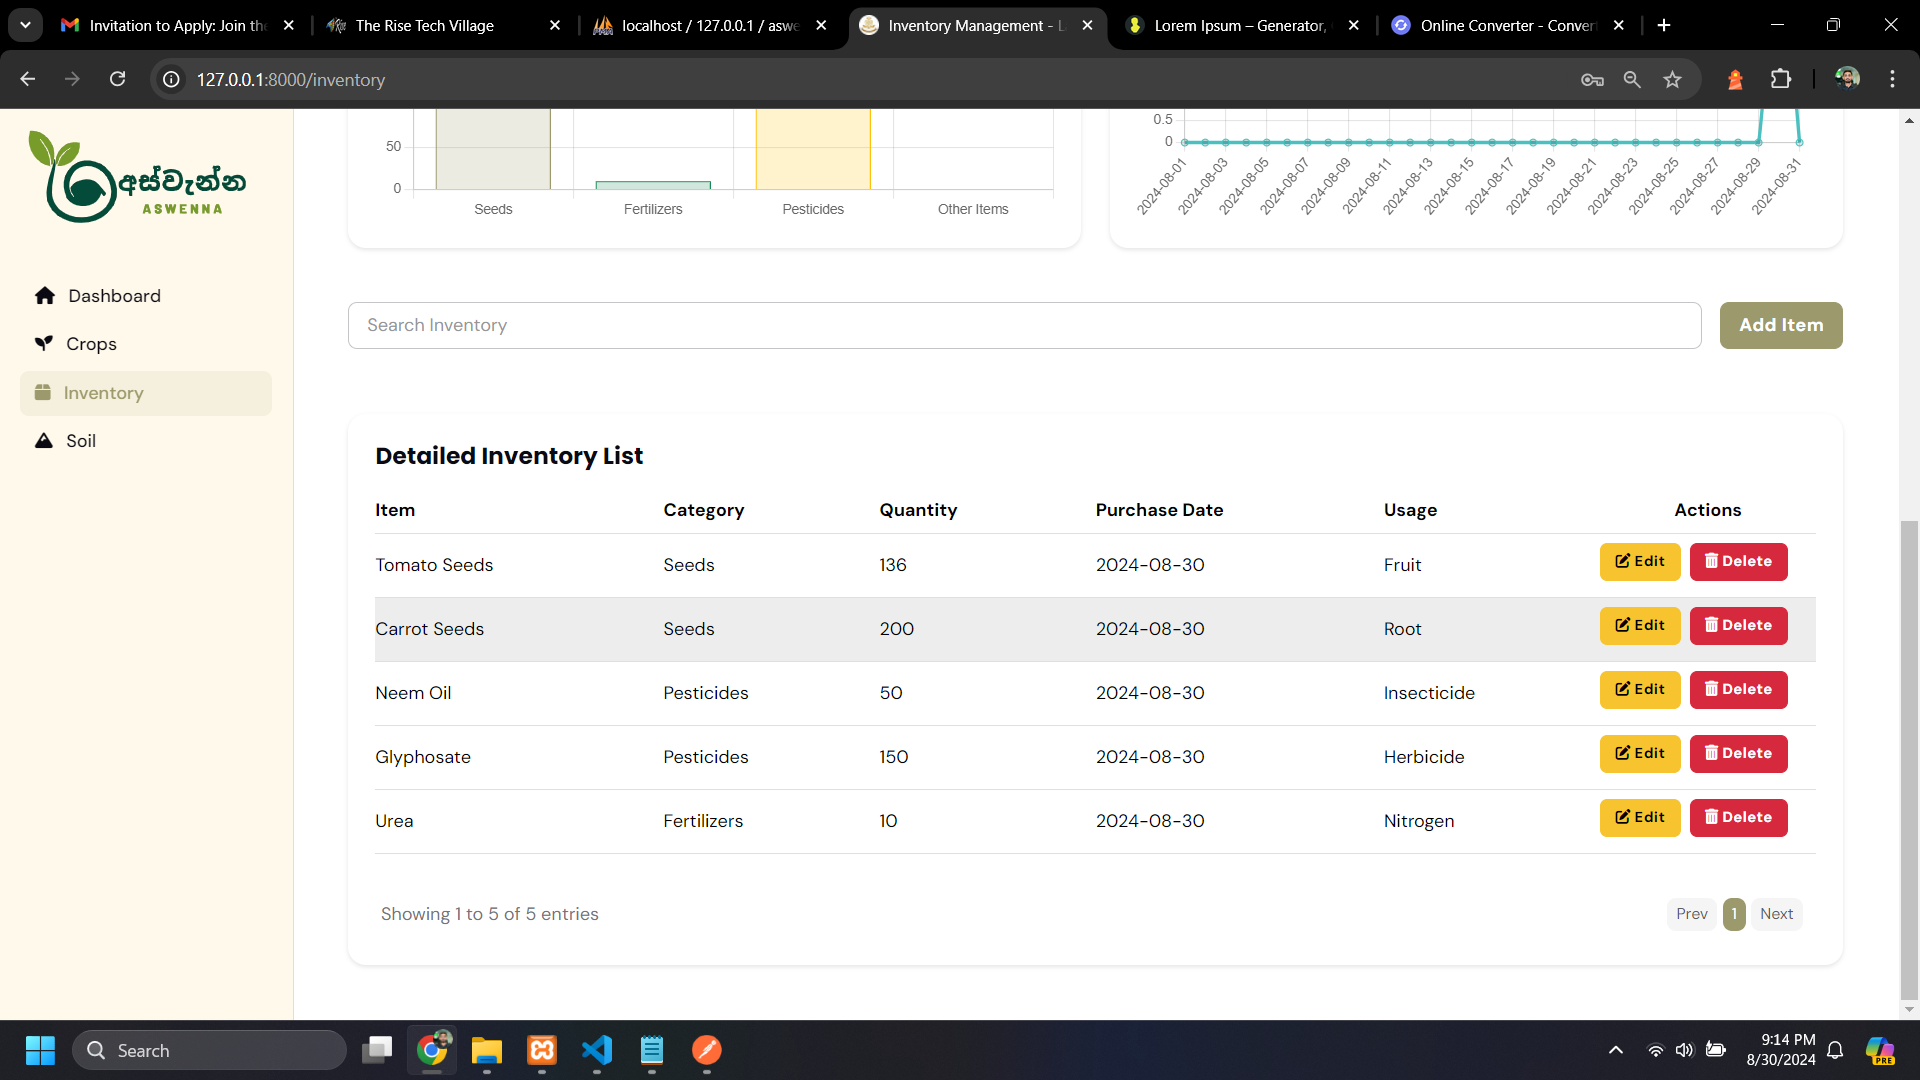 Invitation to Apply: Join the
The Rise Tech Village
localhost / 127.0.0.1 / aswe
Inventory Management - L
Lorem Ipsum – Generator,
Online Converter - Conver
127.0.0.1:8000/inventory
අස්වැන්න
ASWENNA
Dashboard
Crops
Inventory
Soil
50
0
Seeds Fertilizers Pesticides Other Items
0.5
0
2024-08-01 2024-08-03 2024-08-05 2024-08-07 2024-08-09 2024-08-11 2024-08-13 2024-08-15 2024-08-17 2024-08-19 2024-08-21 2024-08-23 2024-08-25 2024-08-27 2024-08-29 2024-08-31
Search Inventory Add Item
Detailed Inventory List
Item Category Quantity Purchase Date Usage Actions
Tomato Seeds Seeds 136 2024-08-30 Fruit Edit Delete
Carrot Seeds Seeds 200 2024-08-30 Root Edit Delete
Neem Oil Pesticides 50 2024-08-30 Insecticide Edit Delete
Glyphosate Pesticides 150 2024-08-30 Herbicide Edit Delete
Urea Fertilizers 10 2024-08-30 Nitrogen Edit Delete
Showing 1 to 5 of 5 entries Prev 1 Next
Search
9:14 PM
8/30/2024
PRE